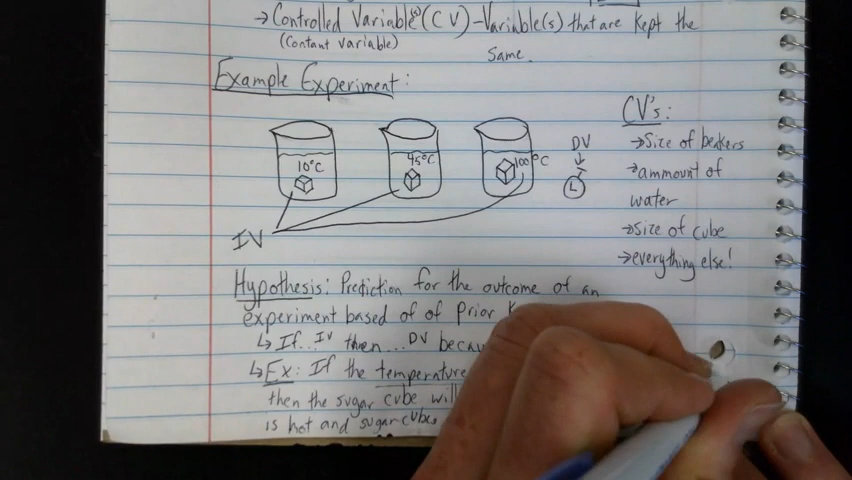 → Controlled Variable(s) (CV) - Variable(s) that are kept the
(Contant variable) same.
Example Experiment:
CV's:
→ Size of beakers
→ ammount of
water
→ Size of cube
→ everything else!
10°C 45°C 100°C
DV
L
IV
Hypothesis: Prediction for the outcome of an
experiment based of of Prior
↳ If... IV then... DV
↳ Ex: If the temperature
then the sugar cube will
is hot and sugar